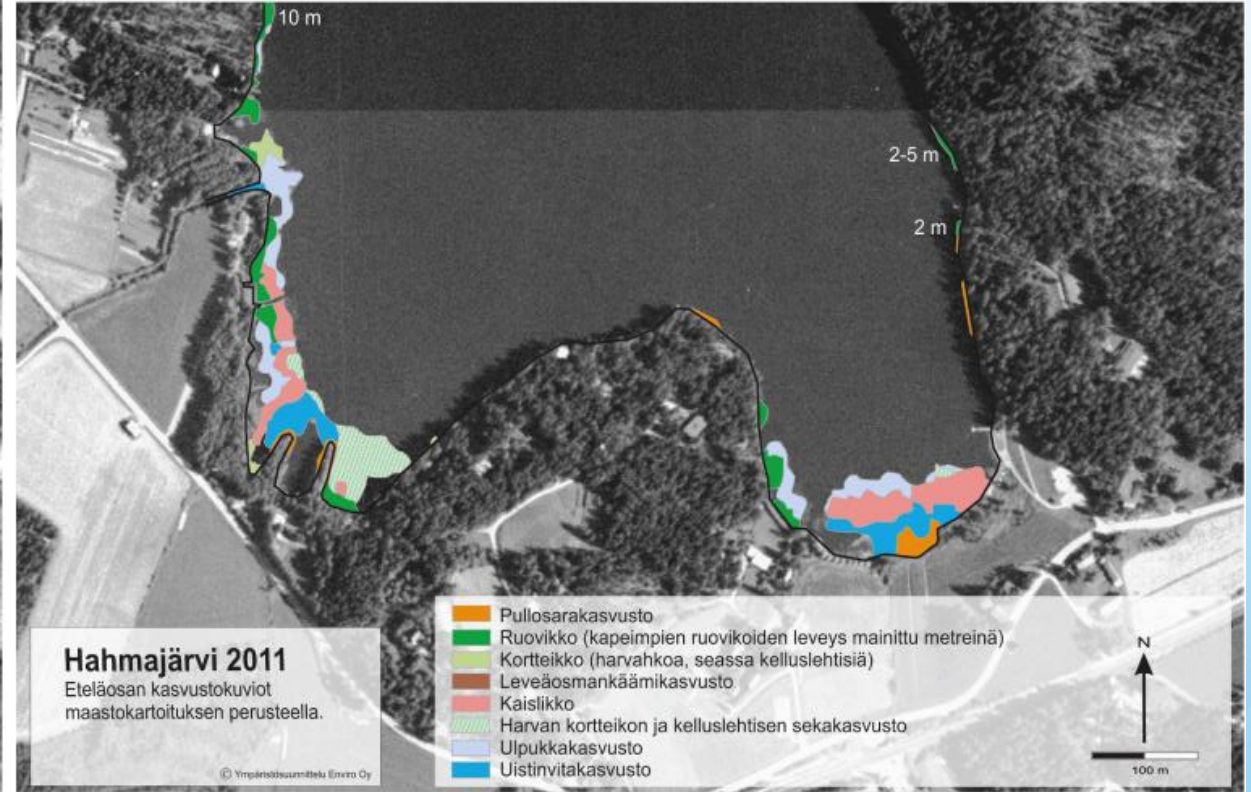 10 m
2-5 m
2 m
Pullosarakasvusto
Ruovikko (kapeimpien ruovikoiden leveys mainittu metreinä)
Kortteikko (harvahkoa, seassa kelluslehtisiä)
Leveäosmankäämikasvusto
Kaislikko
Harvan kortteikon ja kelluslehtisen sekakasvusto
Ulpukkakasvusto
Uistinvitakasvusto
Hahmajärvi 2011
Eteläosan kasvustokuviot
maastokartoituksen perusteella.
© Ympäristösuunnittelu Enviro Oy
N
100 m